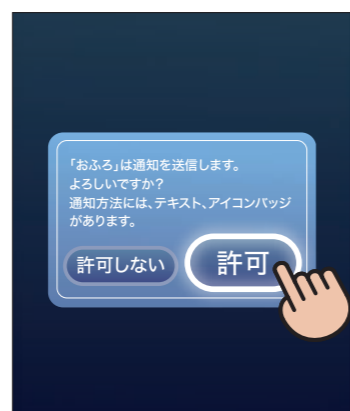 「おふろ」は通知を送信します。
よろしいですか？
通知方法には、テキスト、アイコンバッジ
があります。
許可しない
許可